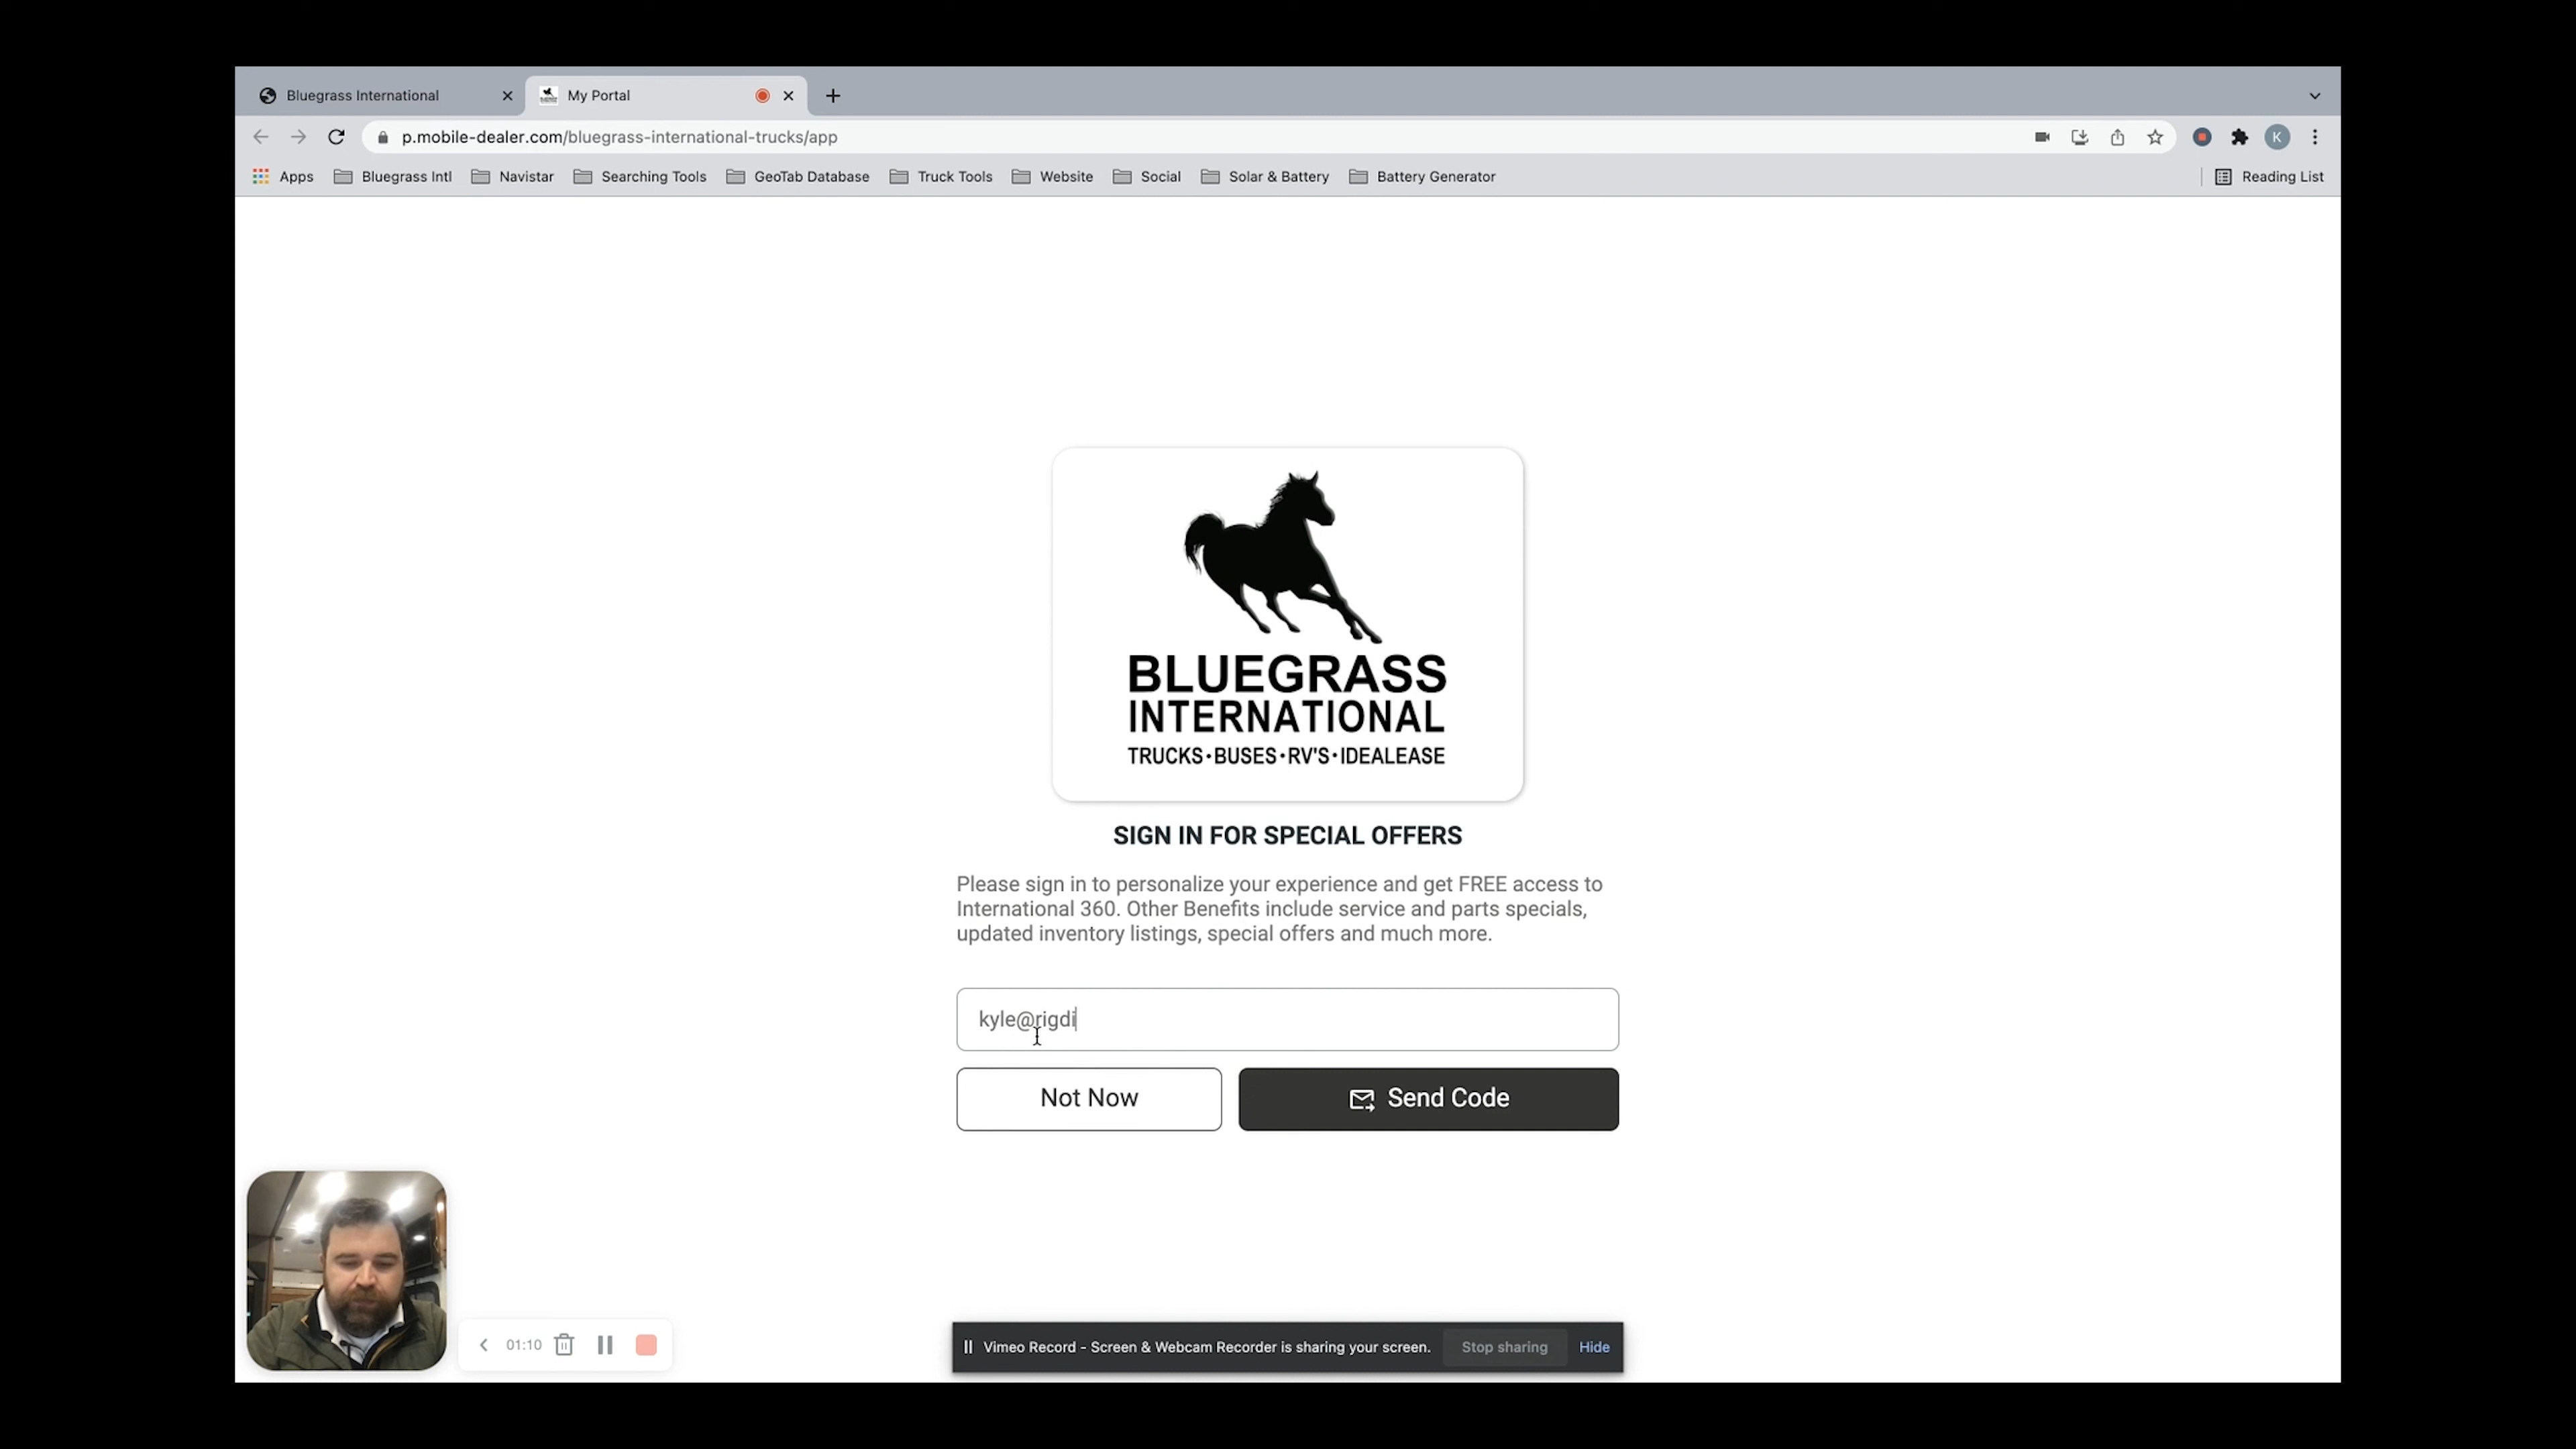 Bluegrass International
My Portal
p.mobile-dealer.com/bluegrass-international-trucks/app
K
Apps
Bluegrass Intl
Navistar
Searching Tools
GeoTab Database
Truck Tools
Website
Social
Solar & Battery
Battery Generator
Reading List
BLUEGRASS
INTERNATIONAL
TRUCKS•BUSES•RV'S•IDEALEASE
SIGN IN FOR SPECIAL OFFERS
Please sign in to personalize your experience and get FREE access to
International 360. Other Benefits include service and parts specials,
updated inventory listings, special offers and much more.
kyle@rigdi
Not Now
Send Code
01:10
Vimeo Record - Screen & Webcam Recorder is sharing your screen.
Stop sharing
Hide